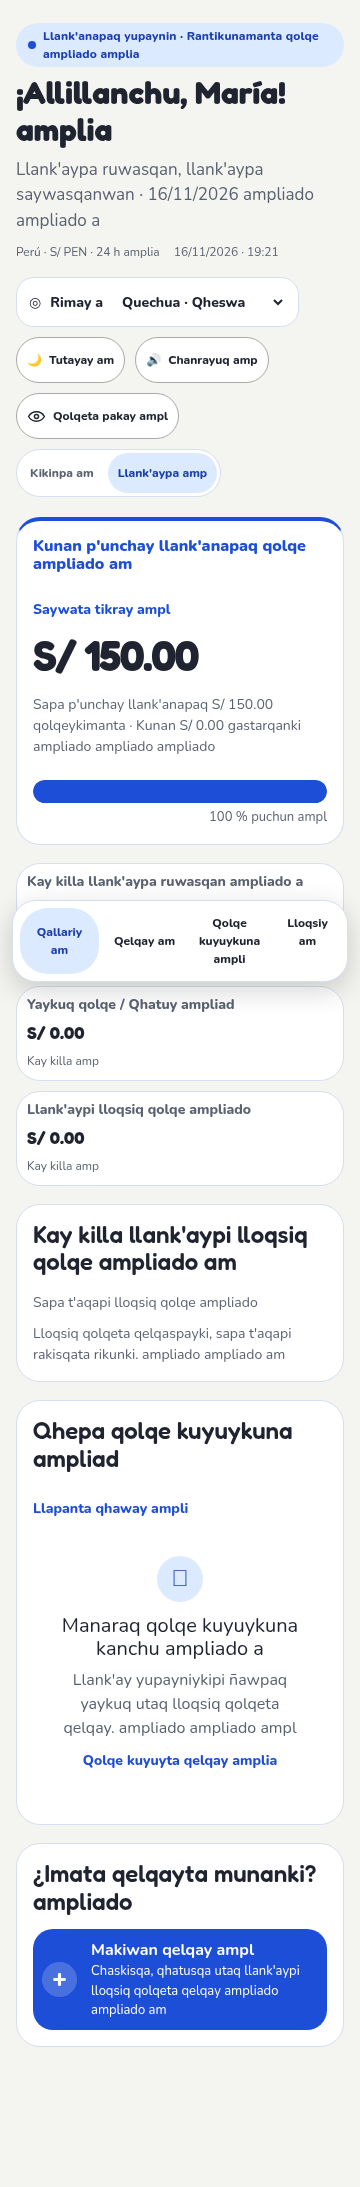 Llank'anapaq yupaynin · Rantikunamanta qolqe
ampliado amplia
¡Allillanchu, María!
amplia
Llank'aypa ruwasqan, llank'aypa
saywasqanwan · 16/11/2026 ampliado
ampliado a
Perú · S/ PEN · 24 h amplia 16/11/2026 · 19:21
Rimay a Quechua · Qheswa
Tutayay am
Chanrayuq amp
Qolqeta pakay ampl
Kikinpa am
Llank'aypa amp
Kunan p'unchay llank'anapaq qolqe
ampliado am
Saywata tikray ampl
S/ 150.00
Sapa p'unchay llank'anapaq S/ 150.00
qolqeykimanta · Kunan S/ 0.00 gastarqanki
ampliado ampliado ampliado
100 % puchun ampl
Kay killa llank'aypa ruwasqan ampliado a
Qallariy
am
Qelqay am
Qolqe
kuyuykuna
ampli
Lloqsiy
am
Yaykuq qolqe / Qhatuy ampliad
S/ 0.00
Kay killa amp
Llank'aypi lloqsiq qolqe ampliado
S/ 0.00
Kay killa amp
Kay killa llank'aypi lloqsiq
qolqe ampliado am
Sapa t'aqapi lloqsiq qolqe ampliado
Lloqsiq qolqeta qelqaspayki, sapa t'aqapi
rakisqata rikunki. ampliado ampliado am
Qhepa qolqe kuyuykuna
ampliad
Llapanta qhaway ampli
Manaraq qolqe kuyuykuna
kanchu ampliado a
Llank'ay yupayniykipi ñawpaq
yaykuq utaq lloqsiq qolqeta
qelqay. ampliado ampliado ampl
Qolqe kuyuyta qelqay amplia
¿Imata qelqayta munanki?
ampliado
Makiwan qelqay ampl
Chaskisqa, qhatusqa utaq llank'aypi
lloqsiq qolqeta qelqay ampliado
ampliado am